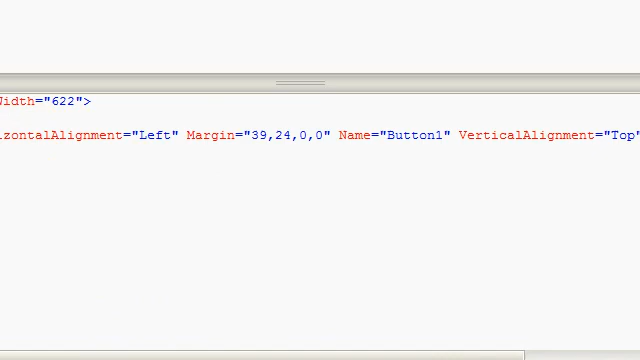 Width="622">
izontalAlignment="Left" Margin="39,24,0,0" Name="Button1" VerticalAlignment="Top"